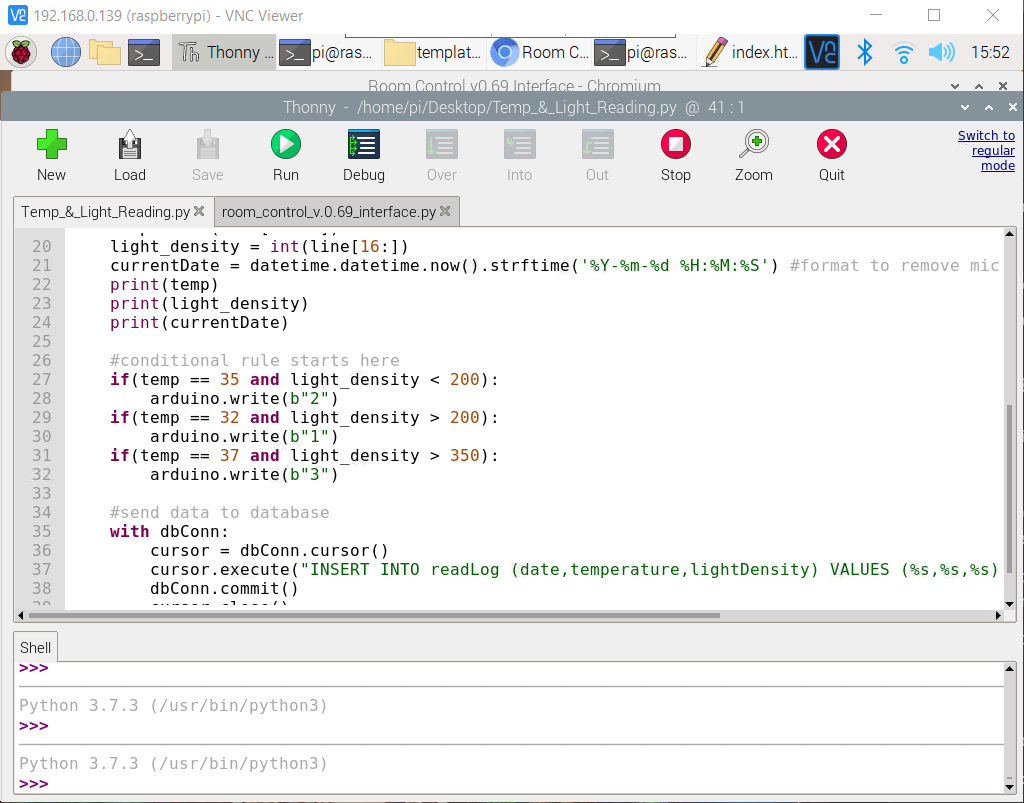 192.168.0.139 (raspberrypi) - VNC Viewer
Thonny ... pi@ras... templat... Room C... pi@ras... index.ht... 15:52
Room Control v0.69 Interface - Chromium
Thonny - /home/pi/Desktop/Temp_&_Light_Reading.py @ 41 : 1
New Load Save Run Debug Over Into Out Stop Zoom Quit
Switch to
regular
mode
Temp_&_Light_Reading.py room_control_v.0.69_interface.py
20 light_density = int(line[16:])
21 currentDate = datetime.datetime.now().strftime('%Y-%m-%d %H:%M:%S') #format to remove mic
22 print(temp)
23 print(light_density)
24 print(currentDate)
25
26 #conditional rule starts here
27 if(temp == 35 and light_density < 200):
28 arduino.write(b"2")
29 if(temp == 32 and light_density > 200):
30 arduino.write(b"1")
31 if(temp == 37 and light_density > 350):
32 arduino.write(b"3")
33
34 #send data to database
35 with dbConn:
36 cursor = dbConn.cursor()
37 cursor.execute("INSERT INTO readLog (date,temperature,lightDensity) VALUES (%s,%s,%s)
38 dbConn.commit()
Shell
>>>
Python 3.7.3 (/usr/bin/python3)
>>>
Python 3.7.3 (/usr/bin/python3)
>>>